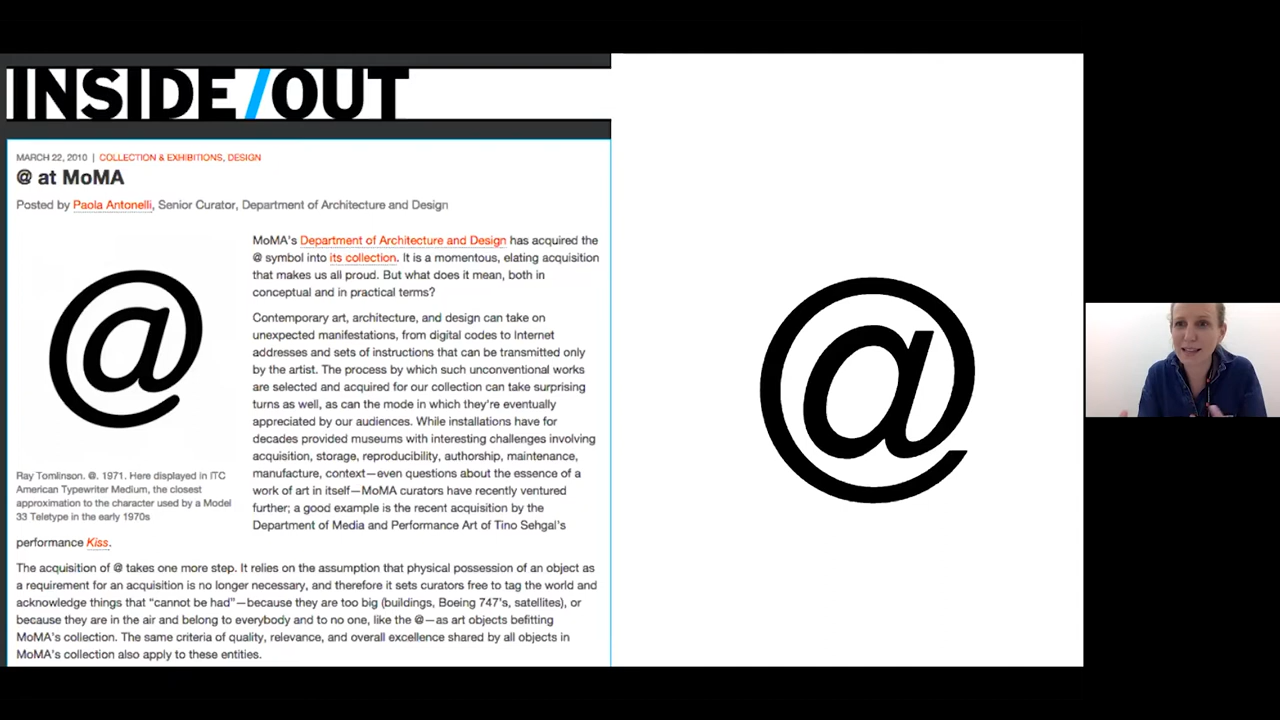 INSIDE/OUT
MARCH 22, 2010 | COLLECTION & EXHIBITIONS, DESIGN
@ at MoMA
Posted by Paola Antonelli, Senior Curator, Department of Architecture and Design
MoMA's Department of Architecture and Design has acquired the
@ symbol into its collection. It is a momentous, elating acquisition
that makes us all proud. But what does it mean, both in
conceptual and in practical terms?
Contemporary art, architecture, and design can take on
unexpected manifestations, from digital codes to Internet
addresses and sets of instructions that can be transmitted only
by the artist. The process by which such unconventional works
are selected and acquired for our collection can take surprising
turns as well, as can the mode in which they're eventually
appreciated by our audiences. While installations have for
decades provided museums with interesting challenges involving
acquisition, storage, reproducibility, authorship, maintenance,
manufacture, context—even questions about the essence of a
work of art in itself—MoMA curators have recently ventured
further; a good example is the recent acquisition by the
Department of Media and Performance Art of Tino Sehgal's
performance Kiss.
@
Ray Tomlinson. @. 1971. Here displayed in ITC
American Typewriter Medium, the closest
approximation to the character used by a Model
33 Teletype in the early 1970s
The acquisition of @ takes one more step. It relies on the assumption that physical possession of an object as
a requirement for an acquisition is no longer necessary, and therefore it sets curators free to tag the world and
acknowledge things that “cannot be had”—because they are too big (buildings, Boeing 747's, satellites), or
because they are in the air and belong to everybody and to no one, like the @—as art objects befitting
MoMA's collection. The same criteria of quality, relevance, and overall excellence shared by all objects in
MoMA's collection also apply to these entities.
@